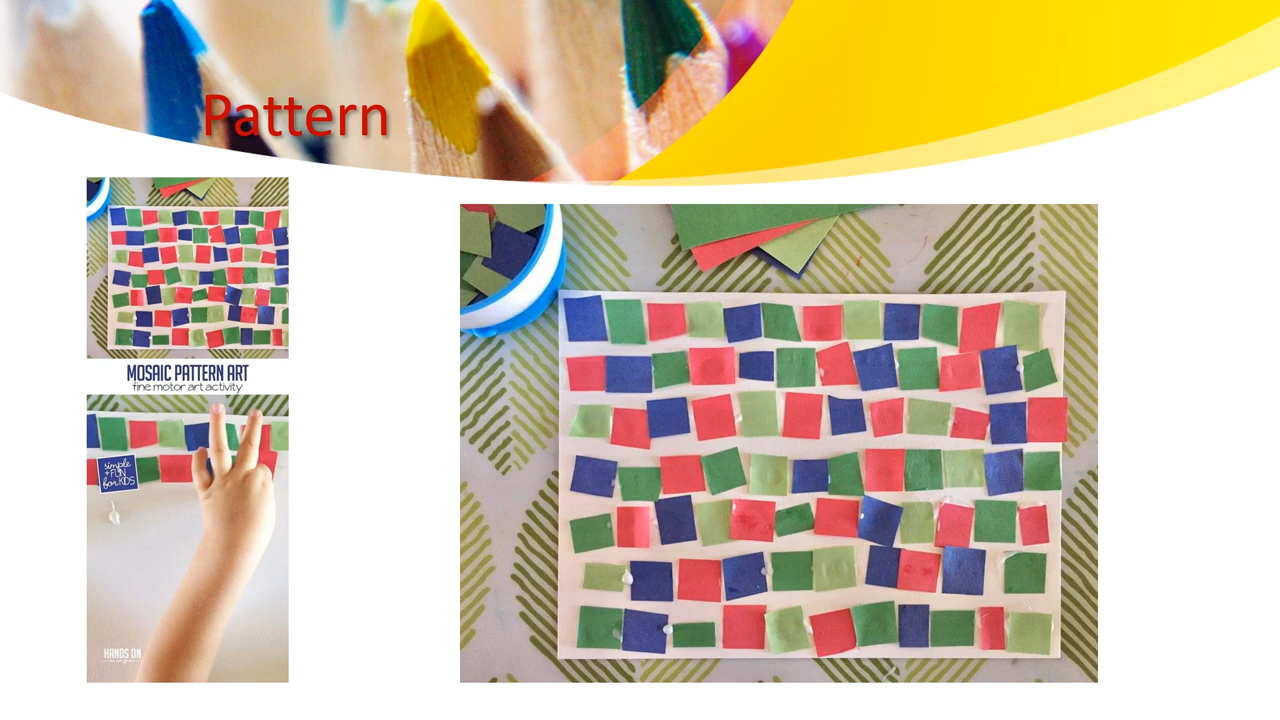 Pattern
MOSAIC PATTERN ART
fine motor art activity
simple
+ FUN
for KIDS
HANDS ON